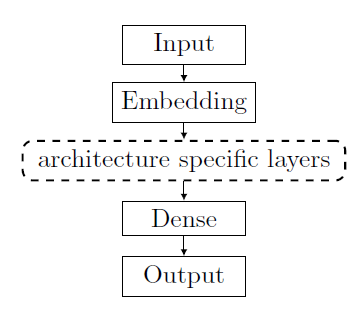 Input
Embedding
architecture specific layers
Dense
Output